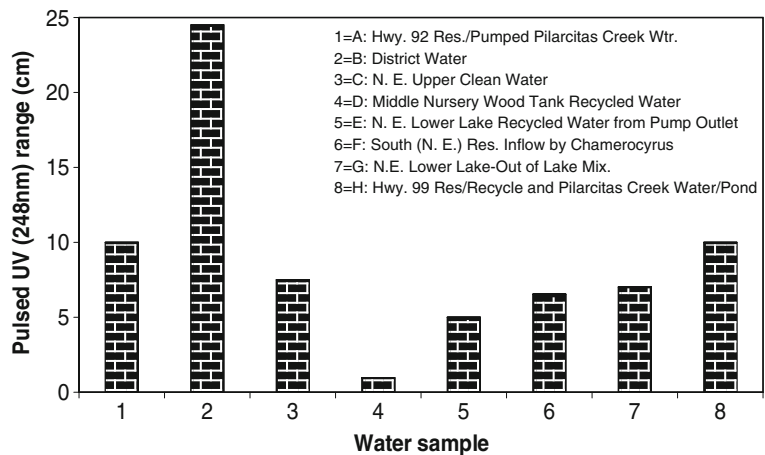 Pulsed UV (248nm) range (cm)
25
20
15
10
5
0
1=A: Hwy. 92 Res./Pumped Pilarcitas Creek Wtr.
2=B: District Water
3=C: N. E. Upper Clean Water
4=D: Middle Nursery Wood Tank Recycled Water
5=E: N. E. Lower Lake Recycled Water from Pump Outlet
6=F: South (N. E.) Res. Inflow by Chamerocyrus
7=G: N.E. Lower Lake-Out of Lake Mix.
8=H: Hwy. 99 Res/Recycle and Pilarcitas Creek Water/Pond
1 2 3 4 5 6 7 8
Water sample